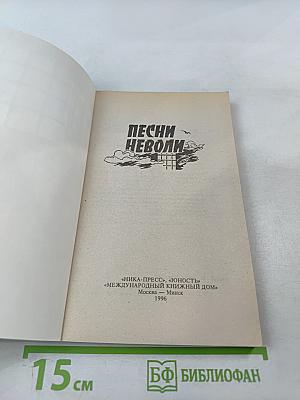 ПЕСНИ
НЕВОЛИ
«НИКА-ПРЕСС», «ЮНОСТЬ»
«МЕЖДУНАРОДНЫЙ КНИЖНЫЙ ДОМ»
Москва — Минск
1996
15 см
БФ БИБЛИОФАН